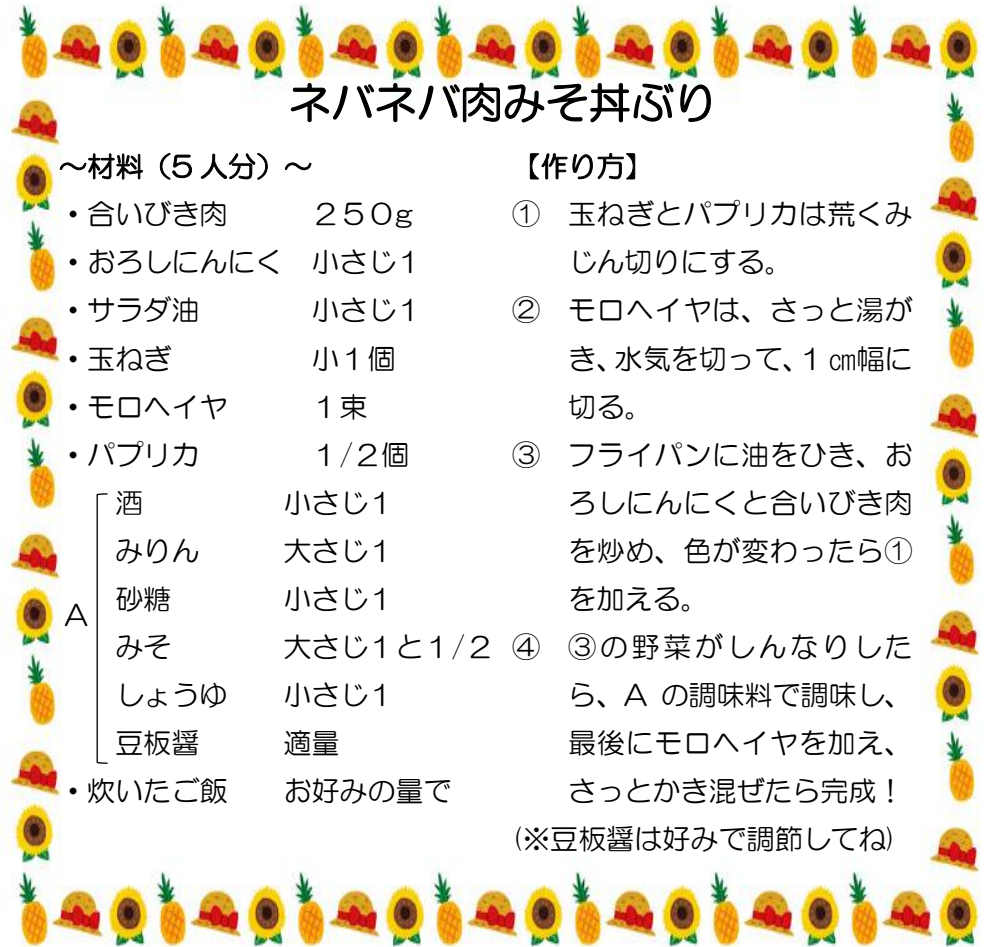 ネバネバ肉みそ丼ぶり
～材料（5人分）～
・合いびき肉　２５０g
・おろしにんにく　小さじ１
・サラダ油　小さじ１
・玉ねぎ　小１個
・モロヘイヤ　１束
・パプリカ　１/２個
A
酒　小さじ１
みりん　大さじ１
砂糖　小さじ１
みそ　大さじ１と１/２
しょうゆ　小さじ１
豆板醤　適量
・炊いたご飯　お好みの量で
【作り方】
①　玉ねぎとパプリカは荒くみ
じん切りにする。
②　モロヘイヤは、さっと湯が
き、水気を切って、１㎝幅に
切る。
③　フライパンに油をひき、お
ろしにんにくと合いびき肉
を炒め、色が変わったら①
を加える。
④　③の野菜がしんなりした
ら、A の調味料で調味し、
最後にモロヘイヤを加え、
さっとかき混ぜたら完成！
(※豆板醤は好みで調節してね)